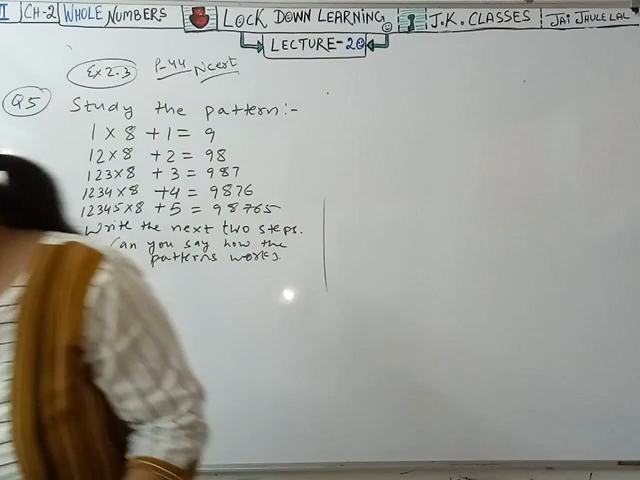 I CH-2 WHOLE NUMBERS LOCK DOWN LEARNING J.K. CLASSES JAI JHULELAL
LECTURE-20
Ex 2.3 P-44 Ncert
Q5 Study the pattern:-
1 x 8 + 1 = 9
12 x 8 + 2 = 98
123 x 8 + 3 = 987
1234 x 8 + 4 = 9876
12345 x 8 + 5 = 98765
Write the next two steps.
Can you say how the
patterns works.